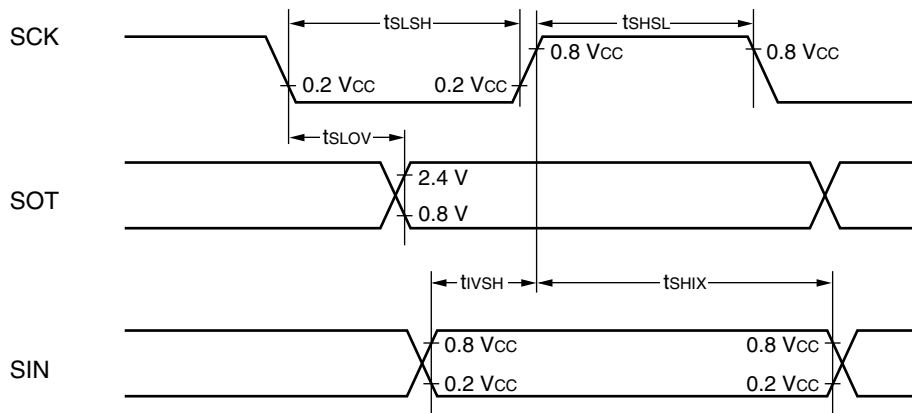 tSLSH
tSHSL
SCK
0.8 VCC
0.8 VCC
0.2 VCC
0.2 VCC
tSLOV
SOT
2.4 V
0.8 V
tIVSH
tSHIX
SIN
0.8 VCC
0.8 VCC
0.2 VCC
0.2 VCC